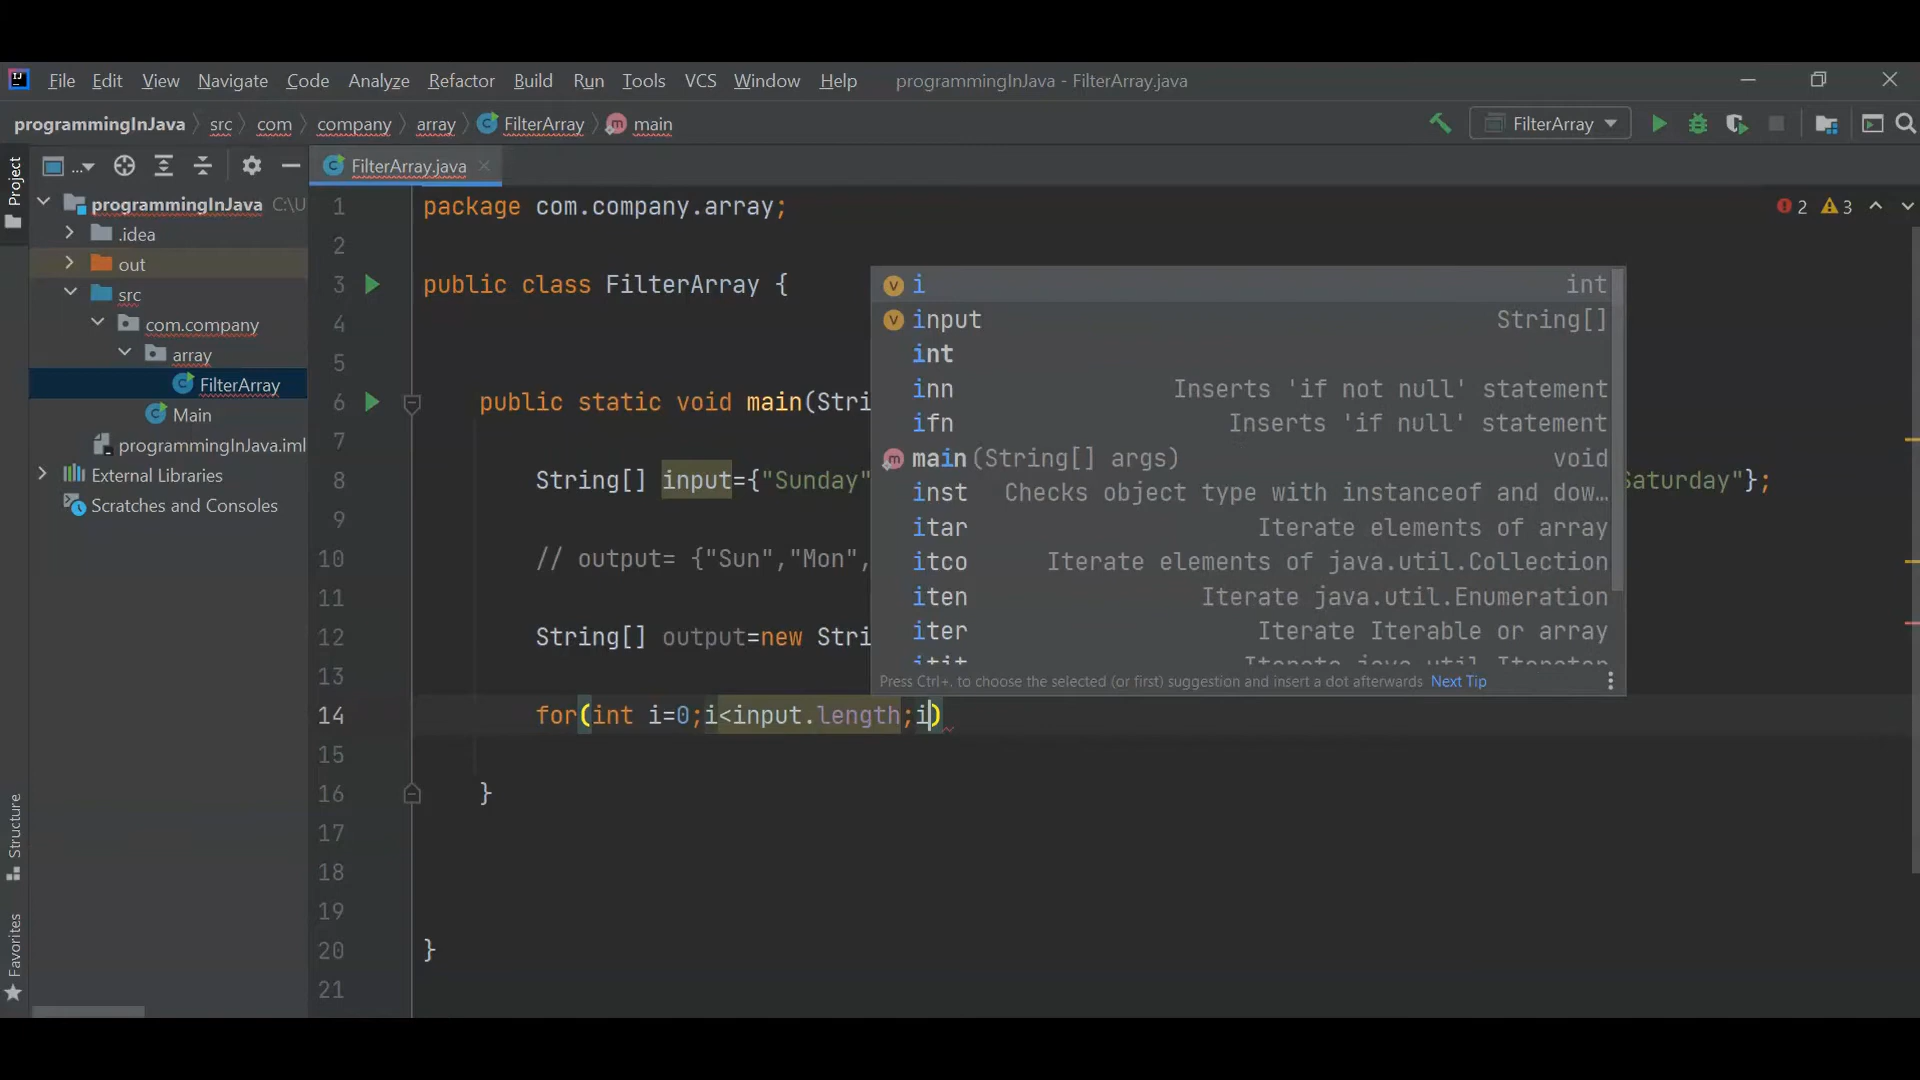 File Edit View Navigate Code Analyze Refactor Build Run Tools VCS Window Help programmingInJava - FilterArray.java
programmingInJava src com company array FilterArray main FilterArray
Project
... FilterArray.java
programmingInJava C:\U
.idea
out
src
com.company
array
FilterArray
Main
programmingInJava.iml
External Libraries
Scratches and Consoles
Structure
Favorites
2 3
1 package com.company.array;
2
3 public class FilterArray {
4
5
6 public static void main(Stri
7
8 String[] input={"Sunday" Saturday"};
9
10 // output= {"Sun","Mon",
11
12 String[] output=new Stri
13
14 for(int i=0;i<input.length;i)
15
16 }
17
18
19
20 }
21
i int
input String[]
int
inn Inserts 'if not null' statement
ifn Inserts 'if null' statement
main(String[] args) void
inst Checks object type with instanceof and dow…
itar Iterate elements of array
itco Iterate elements of java.util.Collection
iten Iterate java.util.Enumeration
iter Iterate Iterable or array
itit Iterate java.util.Iterator
Press Ctrl+. to choose the selected (or first) suggestion and insert a dot afterwards Next Tip